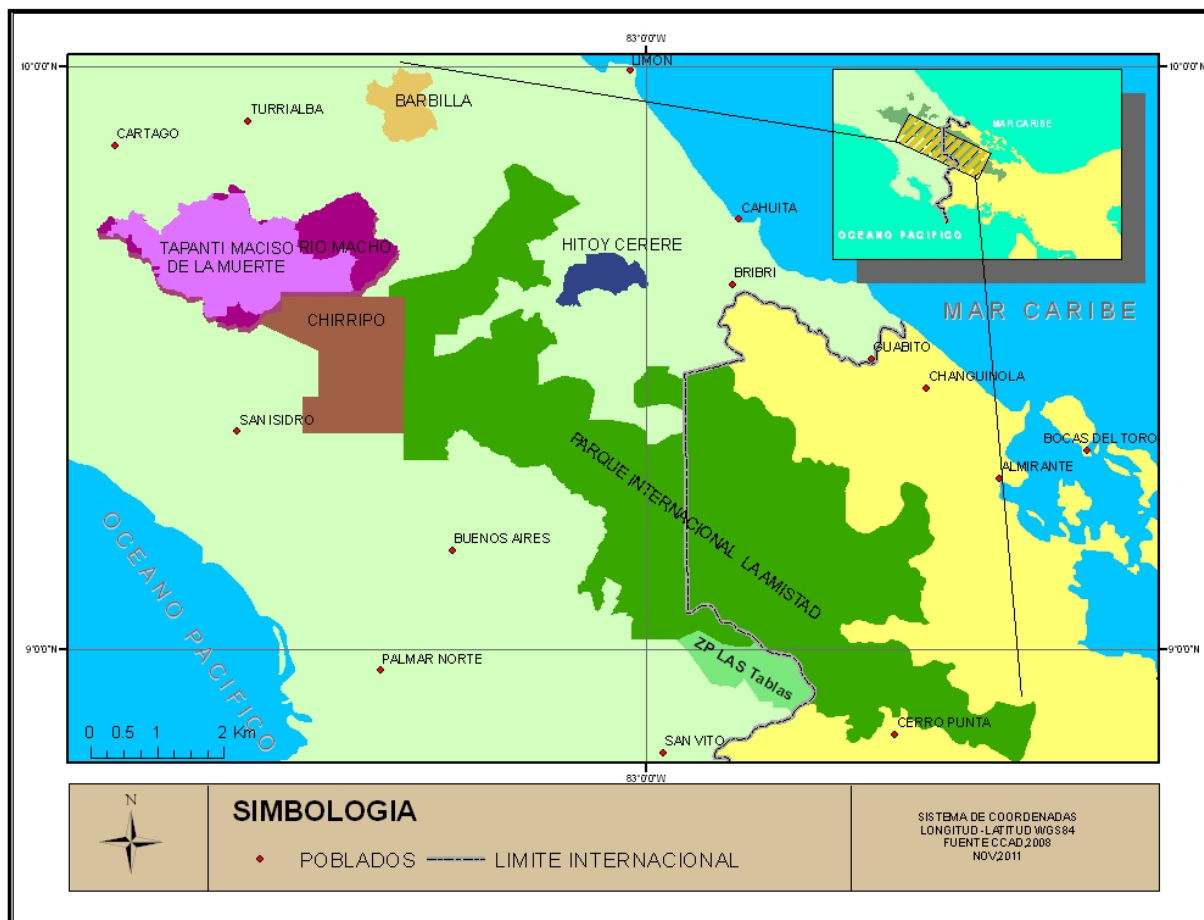 83°0'0"W
10°0'0"N
LIMON
10°0'0"N
BARBILLA
TURRIALBA
CARTAGO
MAR CARIBE
OCEANO PACIFICO
CAHUITA
TAPANTI MACISO
DE LA MUERTE
RIO MACHO
HITOY CERERE
BRIBRI
MAR CARIBE
CHIRRIPO
GUABITO
CHANGUINOLA
SAN ISIDRO
BOCAS DEL TORO
ALMIRANTE
PARQUE INTERNACIONAL LA AMISTAD
BUENOS AIRES
OCEANO PACIFICO
9°0'0"N
9°0'0"N
ZP LAS Tablas
PALMAR NORTE
CERRO PUNTA
SAN VITO
0 0.5 1 2 Km
83°0'0"W
N
SIMBOLOGIA
POBLADOS
LIMITE INTERNACIONAL
SISTEMA DE COORDENADAS
LONGITUD-LATITUD WGS84
FUENTE CCAD,2008
NOV,2011